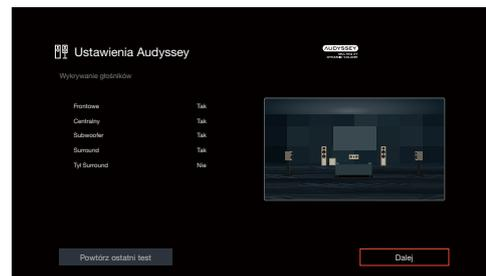 Ustawienia Audyssey
AUDYSSEY
Wykrywanie głośników
Frontowe Tak
Centralny Tak
Subwoofer Tak
Surround Tak
Tył Surround Nie
Powtórz ostatni test
Dalej